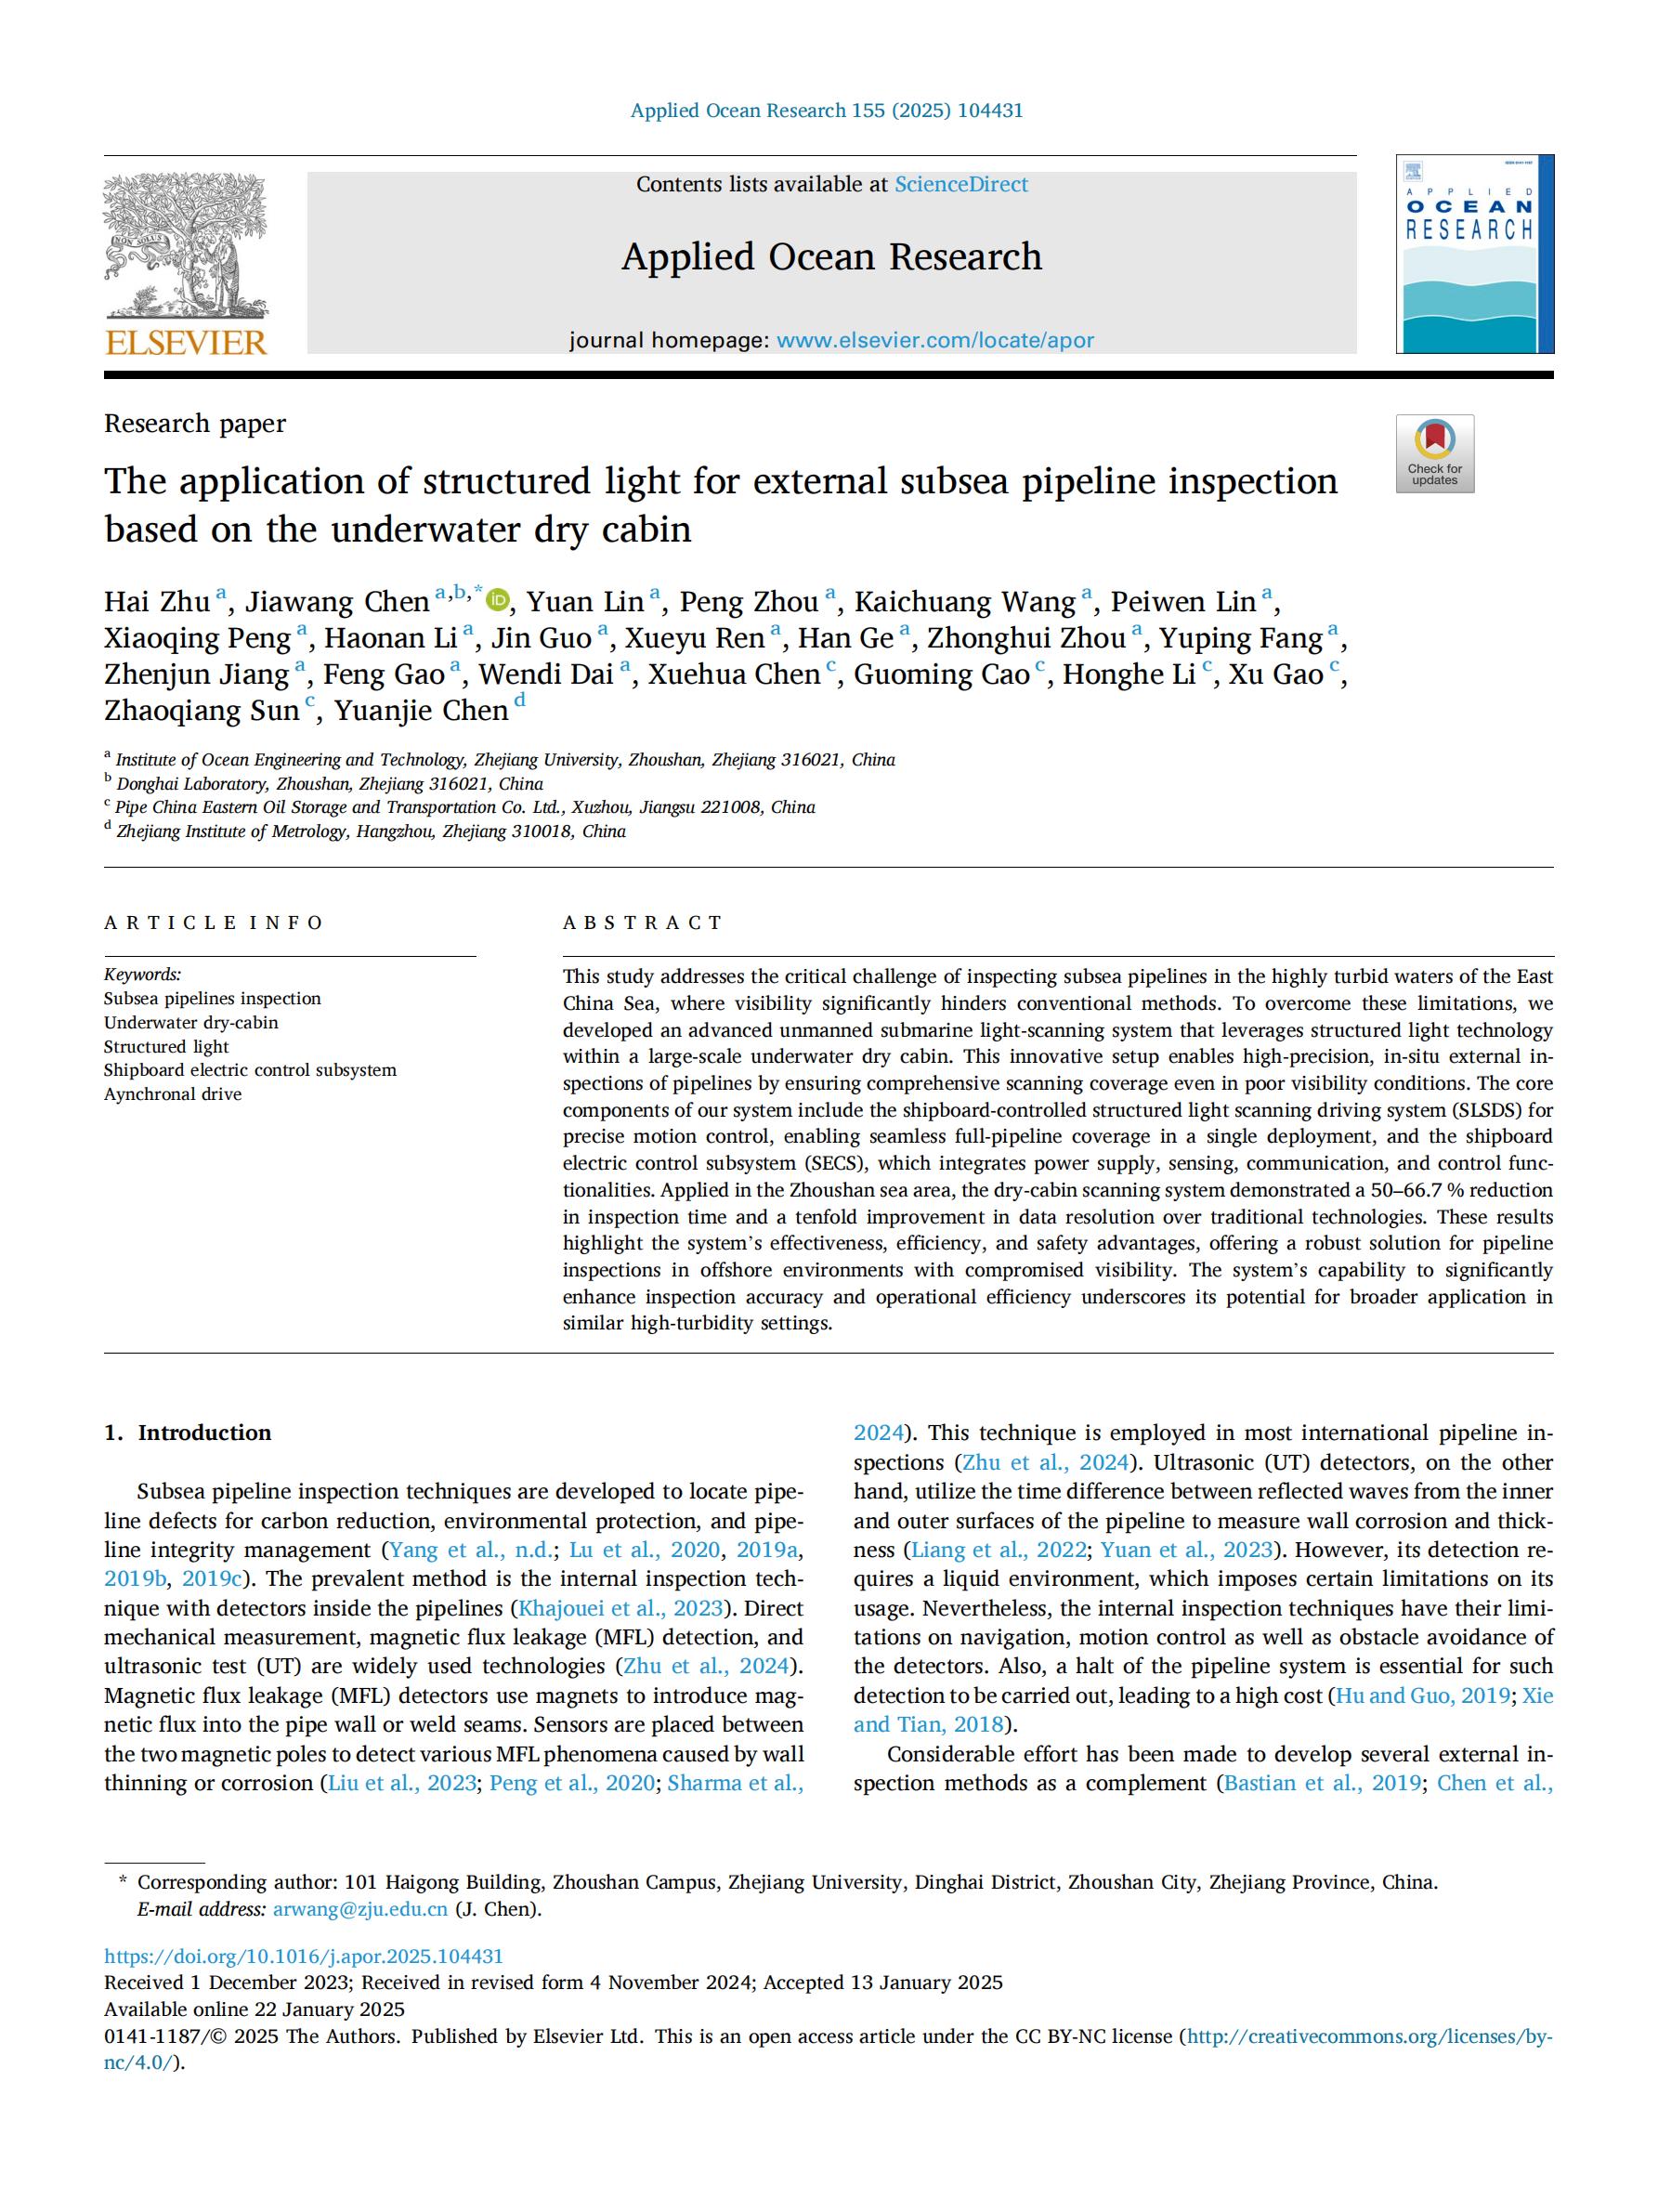 Applied Ocean Research 155 (2025) 104431
Contents lists available at ScienceDirect
Applied Ocean Research
journal homepage: www.elsevier.com/locate/apor
NON SOLUS
ELSEVIER
APPLIED
OCEAN
RESEARCH
Research paper
Check for
updates
The application of structured light for external subsea pipeline inspection
based on the underwater dry cabin
Hai Zhu a, Jiawang Chen a,b,* iD, Yuan Lin a, Peng Zhou a, Kaichuang Wang a, Peiwen Lin a,
Xiaoqing Peng a, Haonan Li a, Jin Guo a, Xueyu Ren a, Han Ge a, Zhonghui Zhou a, Yuping Fang a,
Zhenjun Jiang a, Feng Gao a, Wendi Dai a, Xuehua Chen c, Guoming Cao c, Honghe Li c, Xu Gao c,
Zhaoqiang Sun c, Yuanjie Chen d
a Institute of Ocean Engineering and Technology, Zhejiang University, Zhoushan, Zhejiang 316021, China
b Donghai Laboratory, Zhoushan, Zhejiang 316021, China
c Pipe China Eastern Oil Storage and Transportation Co. Ltd., Xuzhou, Jiangsu 221008, China
d Zhejiang Institute of Metrology, Hangzhou, Zhejiang 310018, China
ARTICLE INFO
Keywords:
Subsea pipelines inspection
Underwater dry-cabin
Structured light
Shipboard electric control subsystem
Aynchronal drive
ABSTRACT
This study addresses the critical challenge of inspecting subsea pipelines in the highly turbid waters of the East
China Sea, where visibility significantly hinders conventional methods. To overcome these limitations, we
developed an advanced unmanned submarine light-scanning system that leverages structured light technology
within a large-scale underwater dry cabin. This innovative setup enables high-precision, in-situ external in-
spections of pipelines by ensuring comprehensive scanning coverage even in poor visibility conditions. The core
components of our system include the shipboard-controlled structured light scanning driving system (SLSDS) for
precise motion control, enabling seamless full-pipeline coverage in a single deployment, and the shipboard
electric control subsystem (SECS), which integrates power supply, sensing, communication, and control func-
tionalities. Applied in the Zhoushan sea area, the dry-cabin scanning system demonstrated a 50–66.7 % reduction
in inspection time and a tenfold improvement in data resolution over traditional technologies. These results
highlight the system's effectiveness, efficiency, and safety advantages, offering a robust solution for pipeline
inspections in offshore environments with compromised visibility. The system's capability to significantly
enhance inspection accuracy and operational efficiency underscores its potential for broader application in
similar high-turbidity settings.
1. Introduction
Subsea pipeline inspection techniques are developed to locate pipe-
line defects for carbon reduction, environmental protection, and pipe-
line integrity management (Yang et al., n.d.; Lu et al., 2020, 2019a,
2019b, 2019c). The prevalent method is the internal inspection tech-
nique with detectors inside the pipelines (Khajouei et al., 2023). Direct
mechanical measurement, magnetic flux leakage (MFL) detection, and
ultrasonic test (UT) are widely used technologies (Zhu et al., 2024).
Magnetic flux leakage (MFL) detectors use magnets to introduce mag-
netic flux into the pipe wall or weld seams. Sensors are placed between
the two magnetic poles to detect various MFL phenomena caused by wall
thinning or corrosion (Liu et al., 2023; Peng et al., 2020; Sharma et al.,
2024). This technique is employed in most international pipeline in-
spections (Zhu et al., 2024). Ultrasonic (UT) detectors, on the other
hand, utilize the time difference between reflected waves from the inner
and outer surfaces of the pipeline to measure wall corrosion and thick-
ness (Liang et al., 2022; Yuan et al., 2023). However, its detection re-
quires a liquid environment, which imposes certain limitations on its
usage. Nevertheless, the internal inspection techniques have their limi-
tations on navigation, motion control as well as obstacle avoidance of
the detectors. Also, a halt of the pipeline system is essential for such
detection to be carried out, leading to a high cost (Hu and Guo, 2019; Xie
and Tian, 2018).
Considerable effort has been made to develop several external in-
spection methods as a complement (Bastian et al., 2019; Chen et al.,
* Corresponding author: 101 Haigong Building, Zhoushan Campus, Zhejiang University, Dinghai District, Zhoushan City, Zhejiang Province, China.
E-mail address: arwang@zju.edu.cn (J. Chen).
https://doi.org/10.1016/j.apor.2025.104431
Received 1 December 2023; Received in revised form 4 November 2024; Accepted 13 January 2025
Available online 22 January 2025
0141-1187/© 2025 The Authors. Published by Elsevier Ltd. This is an open access article under the CC BY-NC license (http://creativecommons.org/licenses/by-
nc/4.0/).